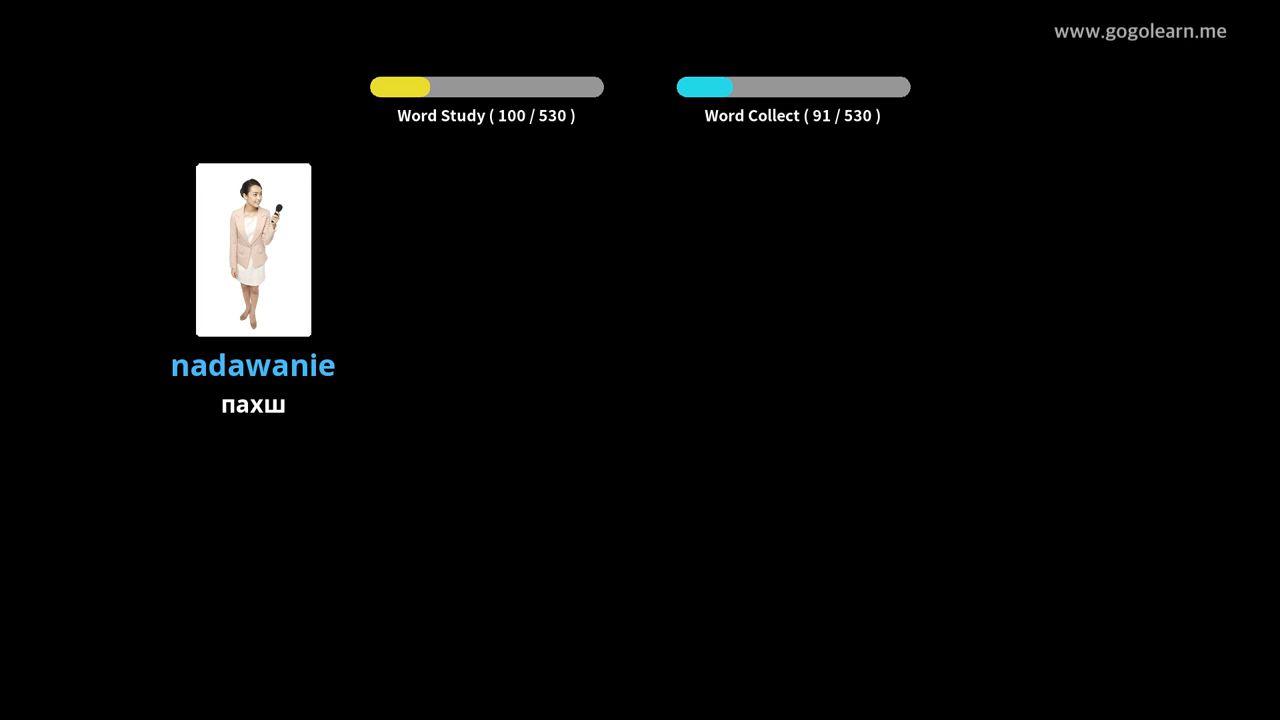 www.gogolearn.me
Word Study ( 100 / 530 )
Word Collect ( 91 / 530 )
nadawanie
пахш